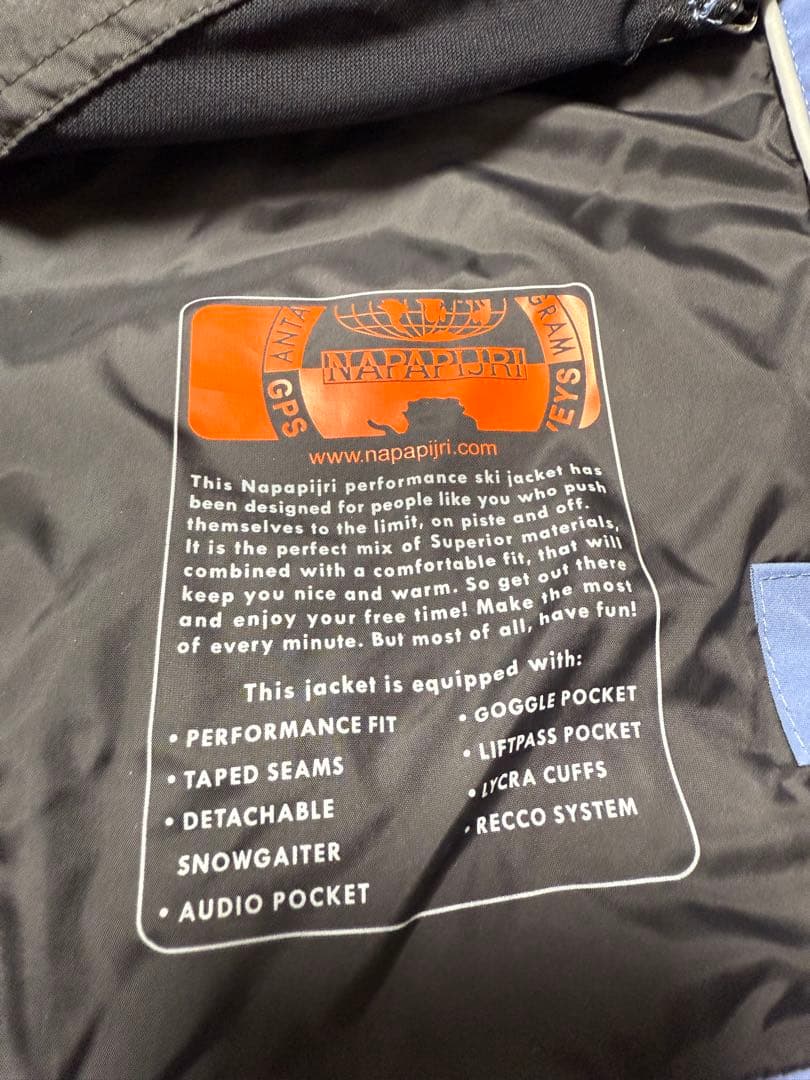 ANTA
GRAM
NAPAPIJRI
GPS
www.napapijri.com
This Napapijri performance ski jacket has
been designed for people like you who push
themselves to the limit, on piste and off.
It is the perfect mix of Superior materials,
combined with a comfortable fit, that will
keep you nice and warm. So get out there
and enjoy your free time! Make the most
of every minute. But most of all, have fun!
This jacket is equipped with:
• PERFORMANCE FIT
• TAPED SEAMS
• DETACHABLE
SNOWGAITER
• AUDIO POCKET
• GOGGLE POCKET
• LIFTPASS POCKET
• LYCRA CUFFS
• RECCO SYSTEM